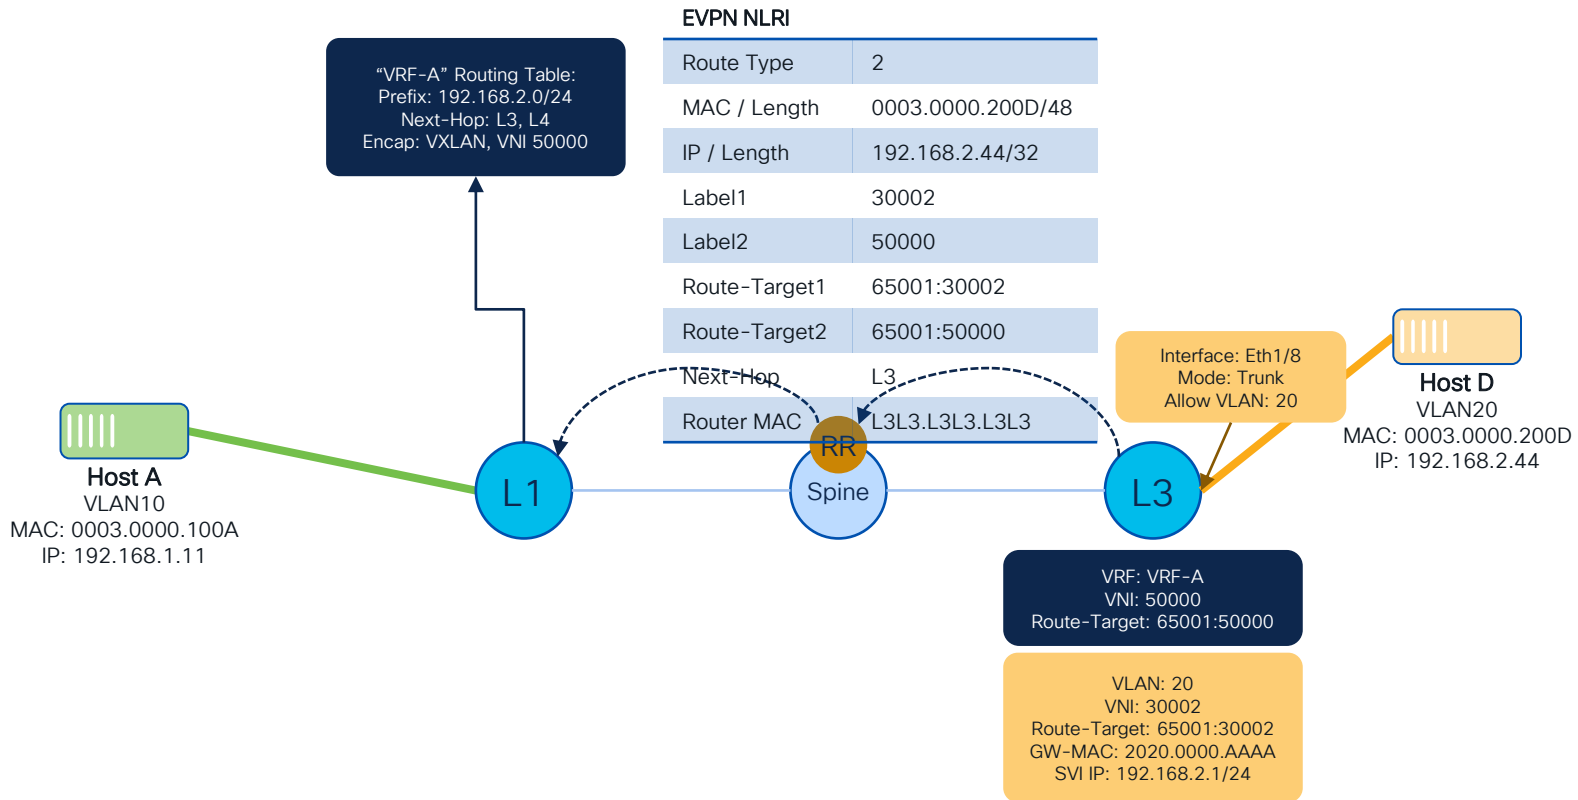 EVPN NLRI
Route Type 2
MAC / Length 0003.0000.200D/48
IP / Length 192.168.2.44/32
Label1 30002
Label2 50000
Route-Target1 65001:30002
Route-Target2 65001:50000
Next-Hop L3
Router MAC L3L3.L3L3.L3L3
“VRF-A” Routing Table:
Prefix: 192.168.2.0/24
Next-Hop: L3, L4
Encap: VXLAN, VNI 50000
Host A
VLAN10
MAC: 0003.0000.100A
IP: 192.168.1.11
L1
RR
Spine
L3
Interface: Eth1/8
Mode: Trunk
Allow VLAN: 20
Host D
VLAN20
MAC: 0003.0000.200D
IP: 192.168.2.44
VRF: VRF-A
VNI: 50000
Route-Target: 65001:50000
VLAN: 20
VNI: 30002
Route-Target: 65001:30002
GW-MAC: 2020.0000.AAAA
SVI IP: 192.168.2.1/24